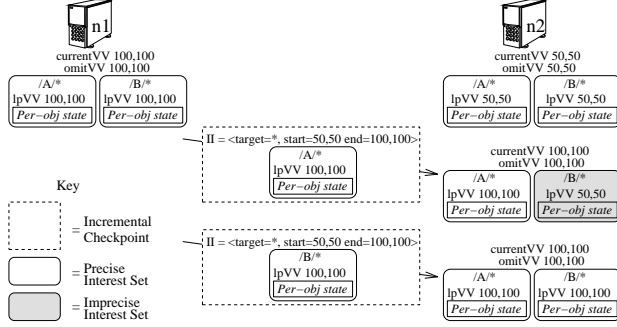 n1
currentVV 100,100
omitVV 100,100
/A/*
lpVV 100,100
Per−obj state
/B/*
lpVV 100,100
Per−obj state
n2
currentVV 50,50
omitVV 50,50
/A/*
lpVV 50,50
Per−obj state
/B/*
lpVV 50,50
Per−obj state
II = <target=*, start=50,50 end=100,100>
/A/*
lpVV 100,100
Per−obj state
currentVV 100,100
omitVV 100,100
/A/*
lpVV 100,100
Per−obj state
/B/*
lpVV 50,50
Per−obj state
II = <target=*, start=50,50 end=100,100>
/B/*
lpVV 100,100
Per−obj state
currentVV 100,100
omitVV 100,100
/A/*
lpVV 100,100
Per−obj state
/B/*
lpVV 100,100
Per−obj state
Key
= Incremental
Checkpoint
= Precise
Interest Set
= Imprecise
Interest Set